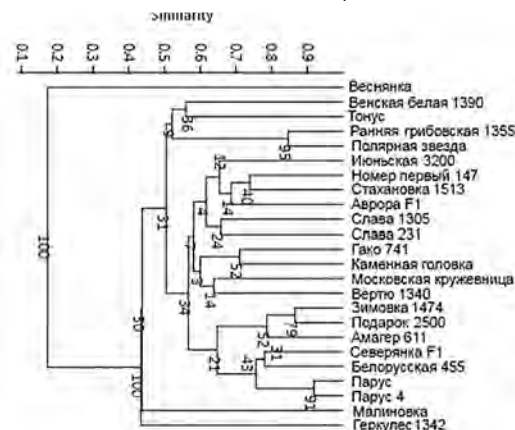 Similarity
0.1 0.2 0.3 0.4 0.5 0.6 0.7 0.8 0.9
Веснянка
Венская белая 1390
Тонус
Ранняя грибовская 1355
Полярная звезда
Июньская 3200
Номер первый 147
Стахановка 1513
Аврора F1
Слава 1305
Слава 231
Гако 741
Каменная головка
Московская кружевница
Вертю 1340
Зимовка 1474
Подарок 2500
Амагер 611
Северянка F1
Белорусская 455
Парус
Парус 4
Малиновка
Геркулес1342
36
19
95
12
40
14
4
24
31
52
3
14
100
34
79
52
31
50
21
43
100
91